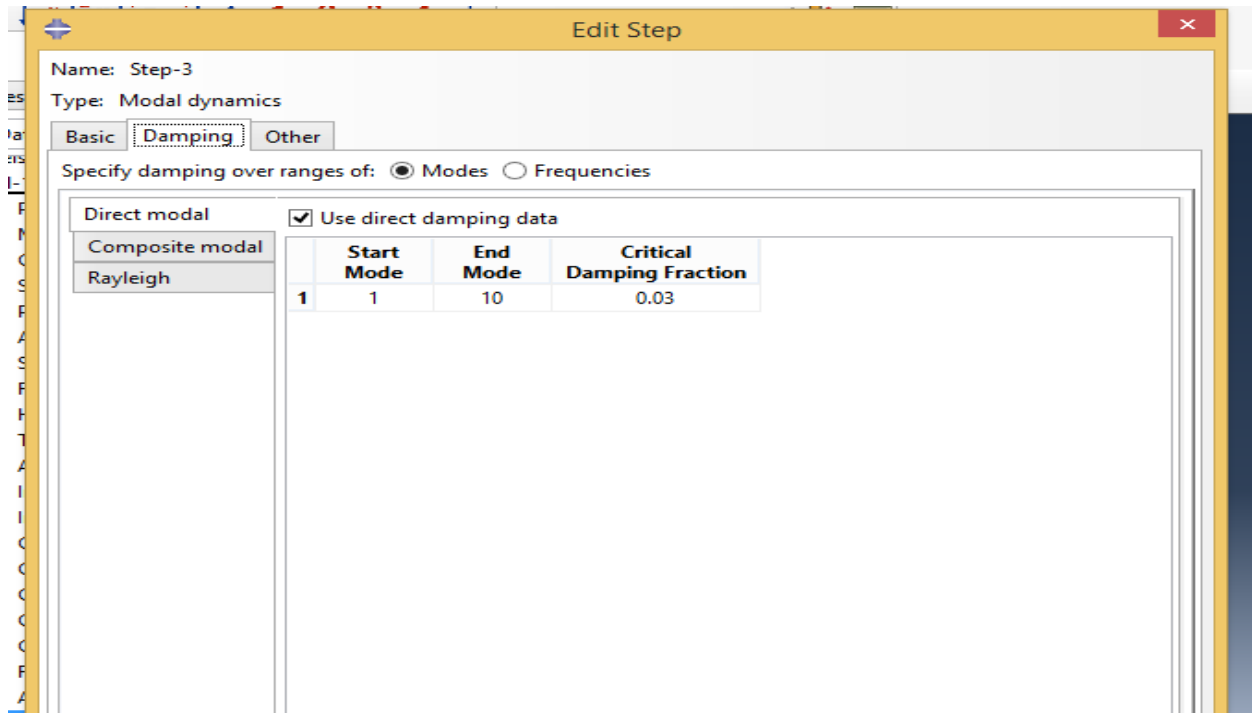 Edit Step
Name: Step-3
Type: Modal dynamics
Basic Damping Other
Specify damping over ranges of: Modes Frequencies
Direct modal
Composite modal
Rayleigh
Use direct damping data
Start Mode End Mode Critical Damping Fraction
1 1 10 0.03